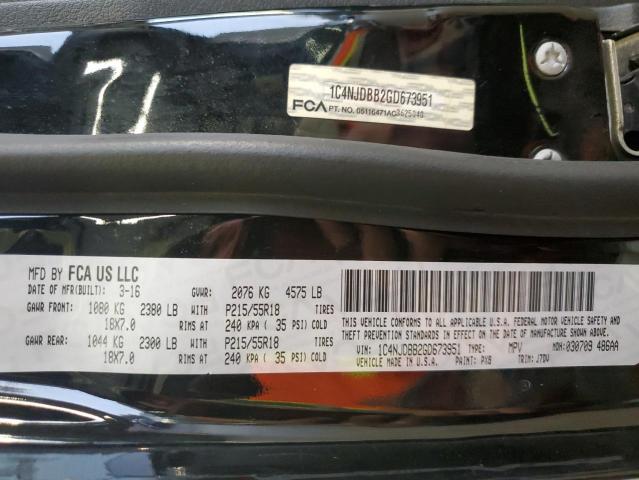 1C4NJDBB2GD673951
FCA PT. NO. 05116471AC3625040
MFD BY FCA US LLC
DATE OF MFR(BUILT): 3-16 GVWR: 2076 KG 4575 LB
GAWR FRONT: 1080 KG 2380 LB WITH P215/55R18 TIRES
18X7.0 RIMS AT 240 KPA ( 35 PSI) COLD
GAWR REAR: 1044 KG 2300 LB WITH P215/55R18 TIRES
18X7.0 RIMS AT 240 KPA ( 35 PSI) COLD
THIS VEHICLE CONFORMS TO ALL APPLICABLE U.S.A. FEDERAL MOTOR VEHICLE SAFETY AND
THEFT PREVENTION STANDARDS IN EFFECT ON THE DATE OF MANUFACTURE SHOWN ABOVE.
VIN: 1C4NJDBB2GD673951 TYPE: MPV MDH: 030709 486AA
VEHICLE MADE IN U.S.A. PAINT: PX8 TRIM: J7DV